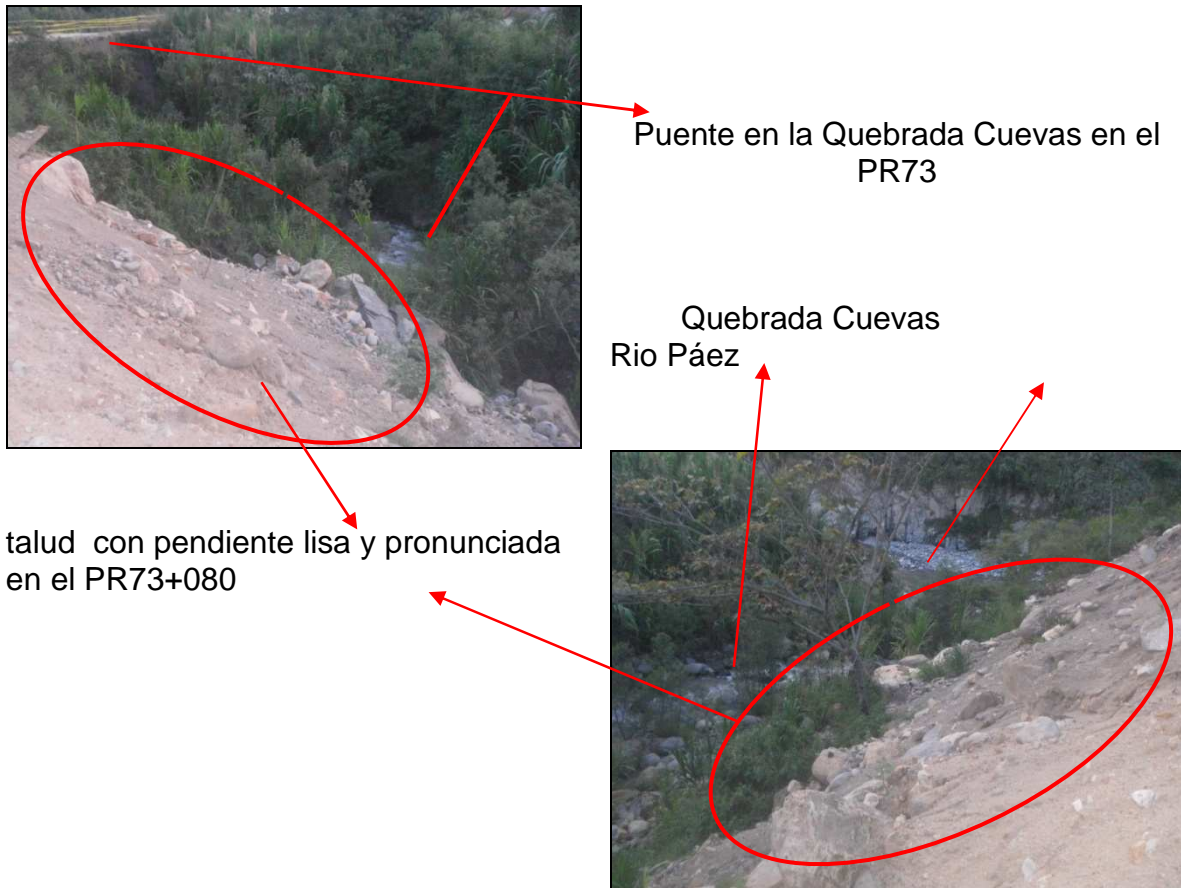 Puente en la Quebrada Cuevas en el
PR73
Quebrada Cuevas
Rio Páez
talud con pendiente lisa y pronunciada
en el PR73+080